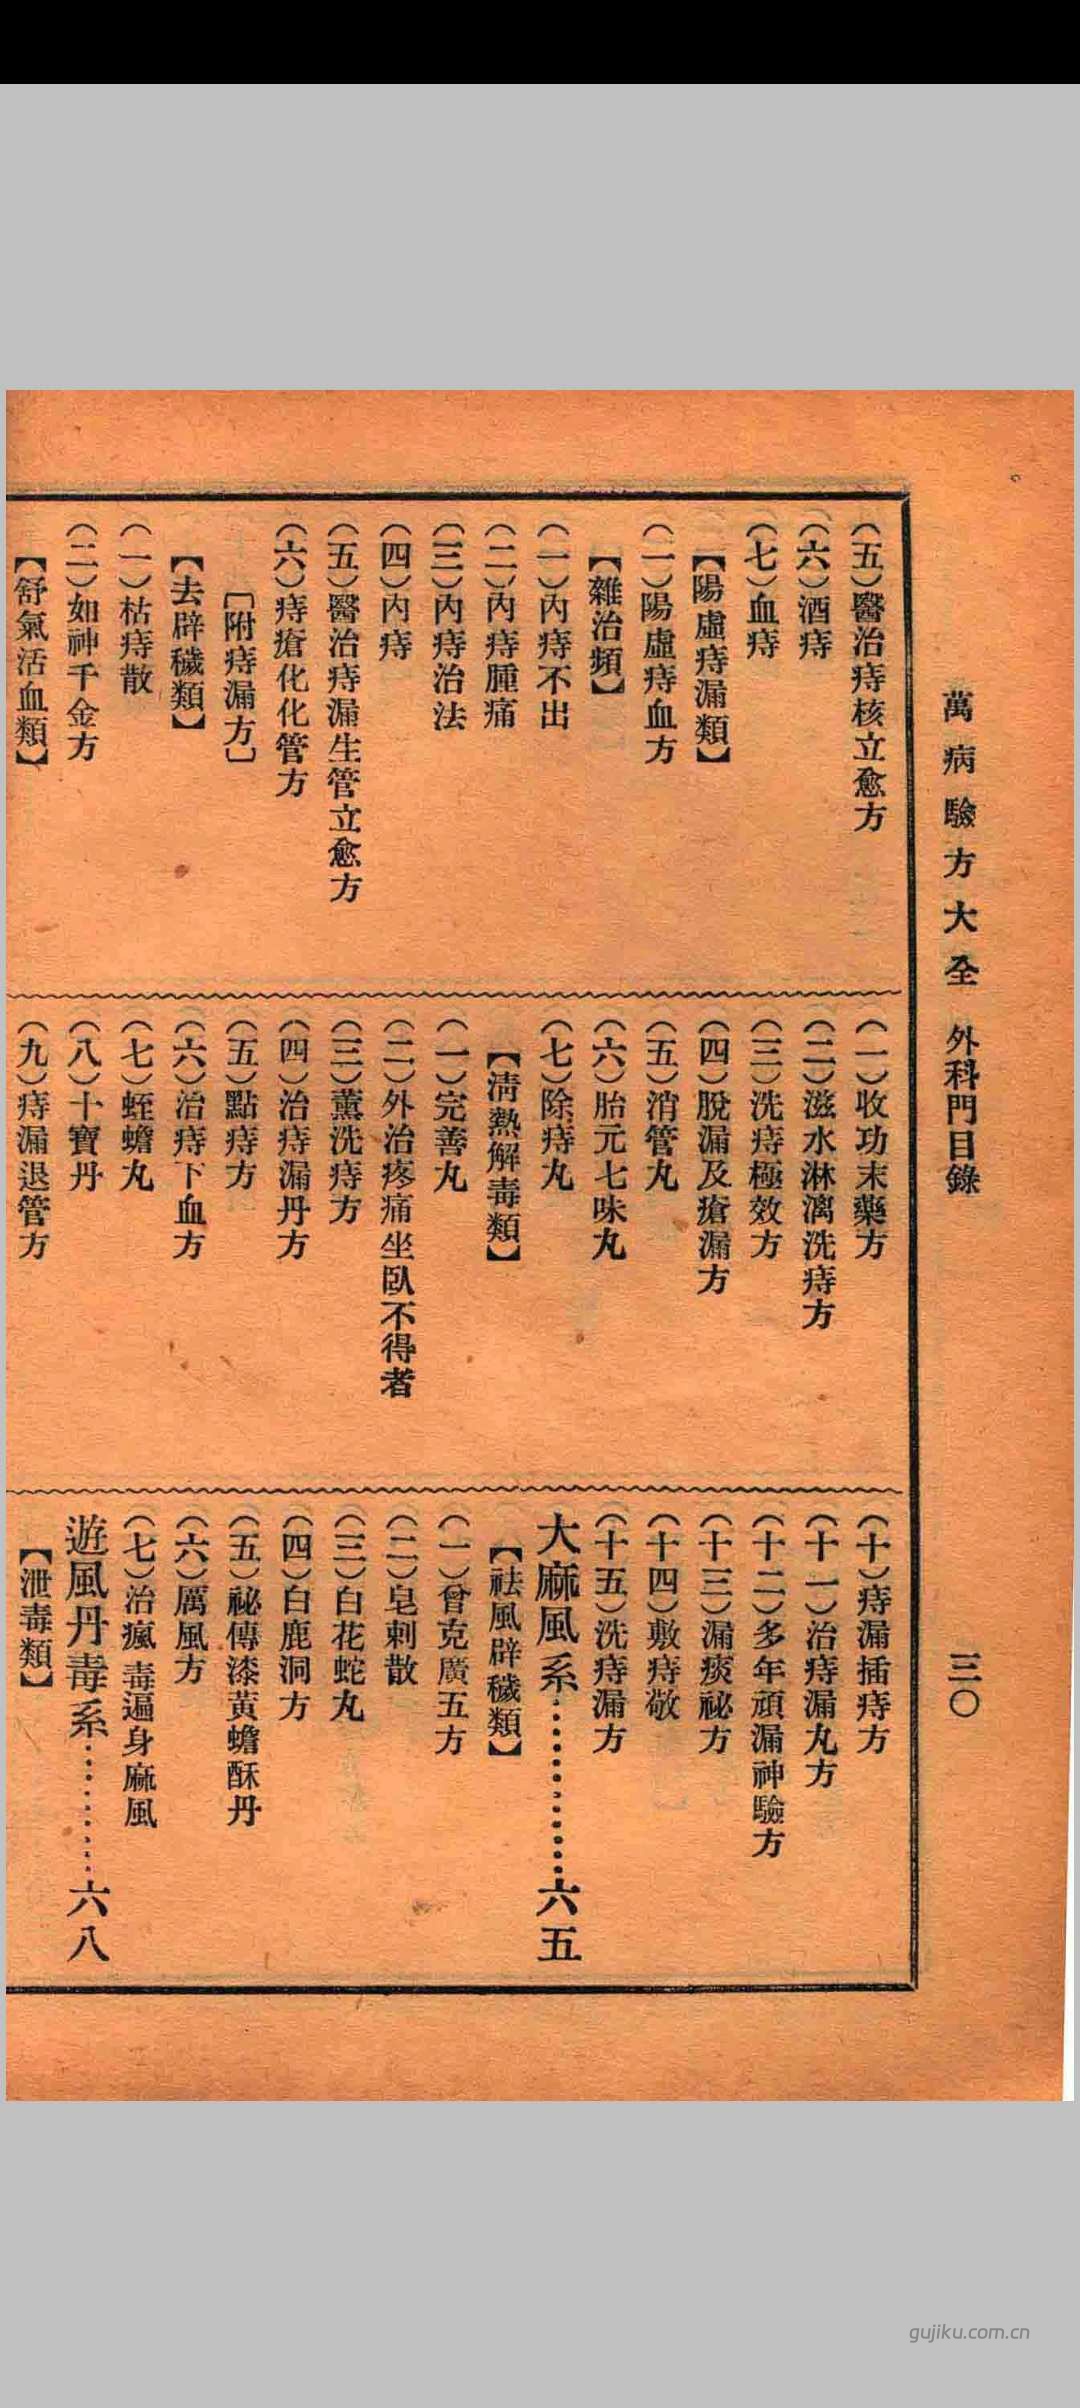 萬病驗方大全 外科門目錄 三〇
(五)醫治痔核立愈方
(六)酒痔
(七)血痔
【陽虛痔漏類】
(一)陽虛痔血方
【雜治類】
(一)內痔不出
(二)內痔腫痛
(三)內痔治法
(四)內痔
(五)醫治痔漏生管立愈方
(六)痔瘡化化管方
〔附痔漏方〕
【去辟穢類】
(一)枯痔散
(二)如神千金方
【舒氣活血類】
(一)收功末藥方
(二)滋水淋漓洗痔方
(三)洗痔極效方
(四)脫漏及瘡漏方
(五)消管丸
(六)胎元七味丸
(七)除痔丸
【淸熱解毒類】
(一)完善丸
(二)外治疼痛坐臥不得者
(三)薰洗痔方
(四)治痔漏丹方
(五)點痔方
(六)治痔下血方
(七)蛭蟾丸
(八)十寶丹
(九)痔漏退管方
(十)痔漏插痔方
(十一)治痔漏丸方
(十二)多年頑漏神驗方
(十三)漏痰祕方
(十四)敷痔敬
(十五)洗痔漏方
大麻風系…………六五
【祛風辟穢類】
(一)曾克廣五方
(二)皂刺散
(三)白花蛇丸
(四)白鹿洞方
(五)祕傳漆黃蟾酥丹
(六)厲風方
(七)治瘋毒遍身麻風
遊風丹毒系…………六八
【泄毒類】
gujiku.com.cn